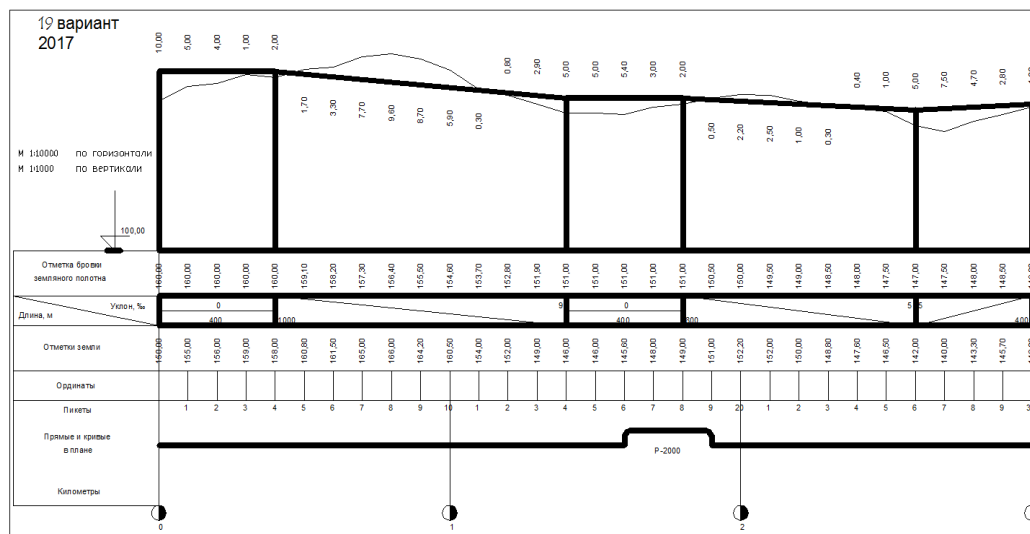 19 вариант
2017
10,00 5,00 4,00 1,00 2,00 0,80 2,90 5,00 5,00 5,40 3,00 2,00 0,40 1,00 5,00 7,50 4,70 2,80
1,70 3,30 7,70 9,60 8,70 5,90 0,30 0,50 2,20 2,50 1,00 0,30
М 1:10000 по горизонтали
М 1:1000 по вертикали
100,00
Отметка бровки
земляного полотна
160,00 160,00 160,00 160,00 160,00 159,10 158,20 157,30 166,40 155,50 154,60 153,70 152,80 151,90 151,00 151,00 151,00 151,00 151,00 150,50 150,00 149,50 149,00 148,50 148,00 147,50 147,00 147,50 148,00 148,50
Уклон, ‰ 0 9 0 5 5
Длина, м 400 1000 400 800 400
Отметки земли
150,00 155,00 156,00 159,00 158,00 160,80 161,50 165,00 166,00 164,20 160,50 154,00 152,00 149,00 146,00 146,00 145,60 148,00 149,00 151,00 152,20 152,00 150,00 148,80 147,60 146,50 142,00 140,00 143,30 145,70
Ординаты
Пикеты 1 2 3 4 5 6 7 8 9 10 1 2 3 4 5 6 7 8 9 20 1 2 3 4 5 6 7 8 9 3
Прямые и кривые
в плане
Р-2000
Километры
0 1 2